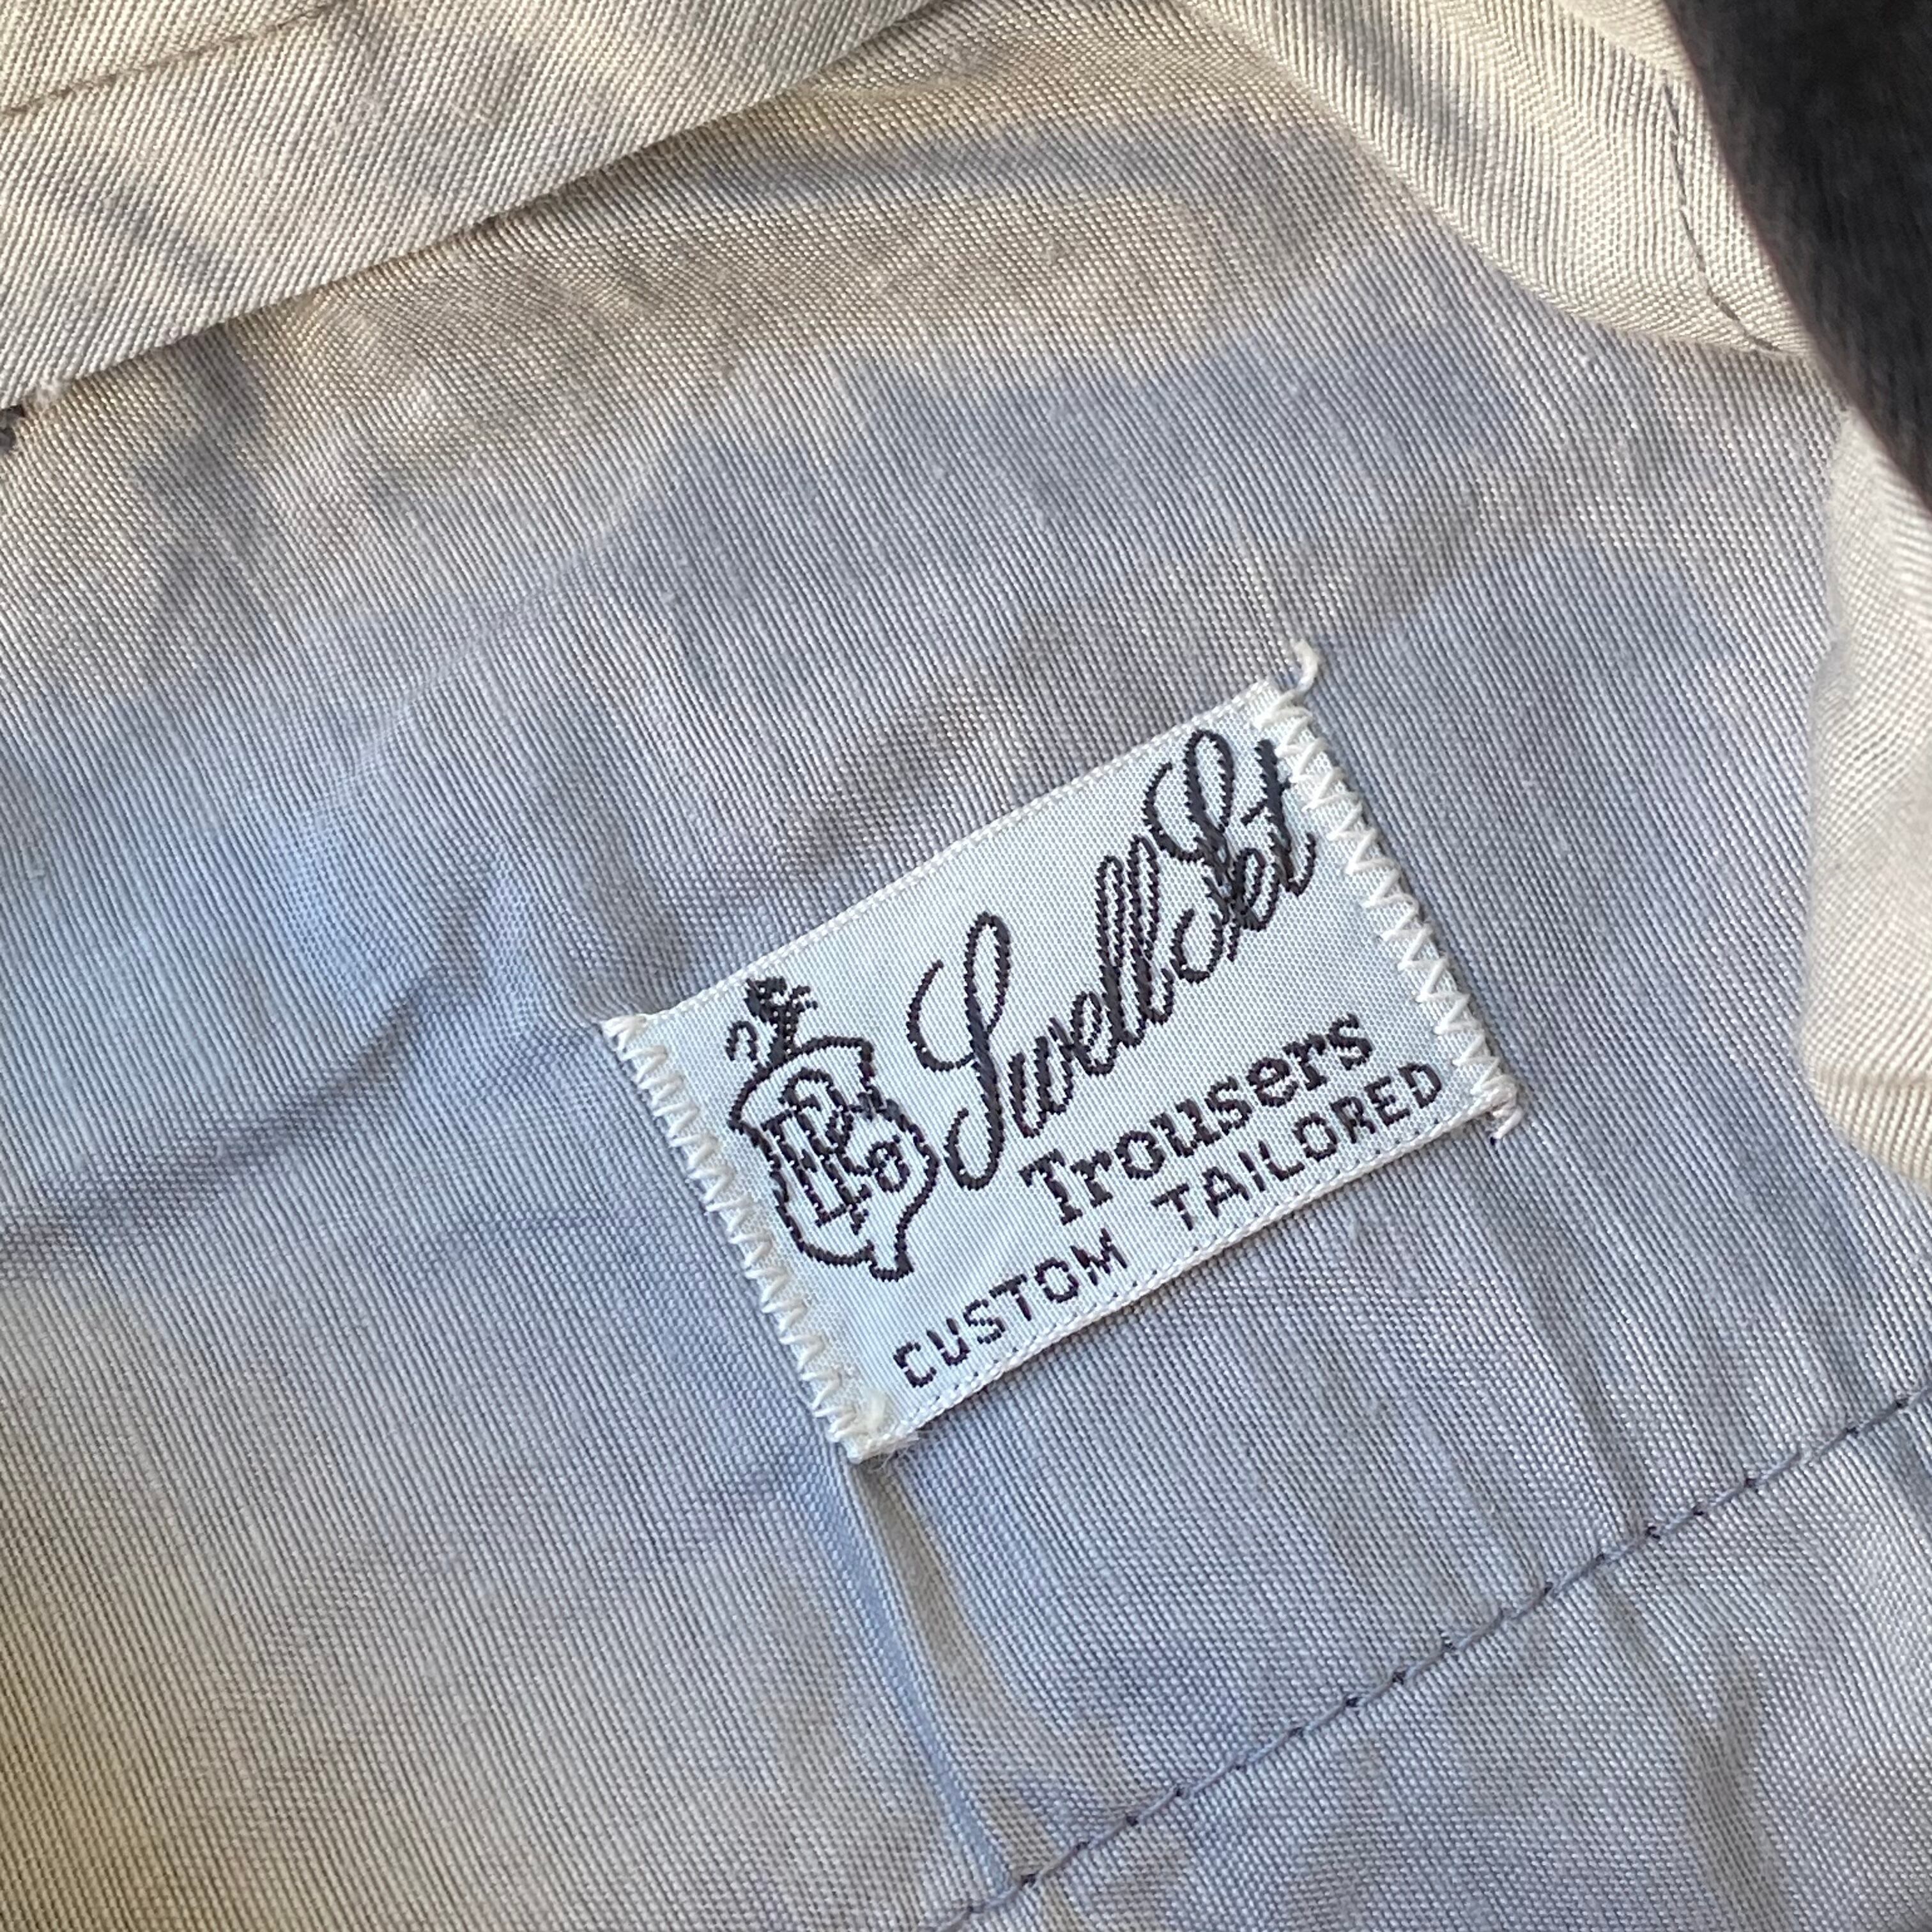 Swell Set
Trousers
CUSTOM TAILORED